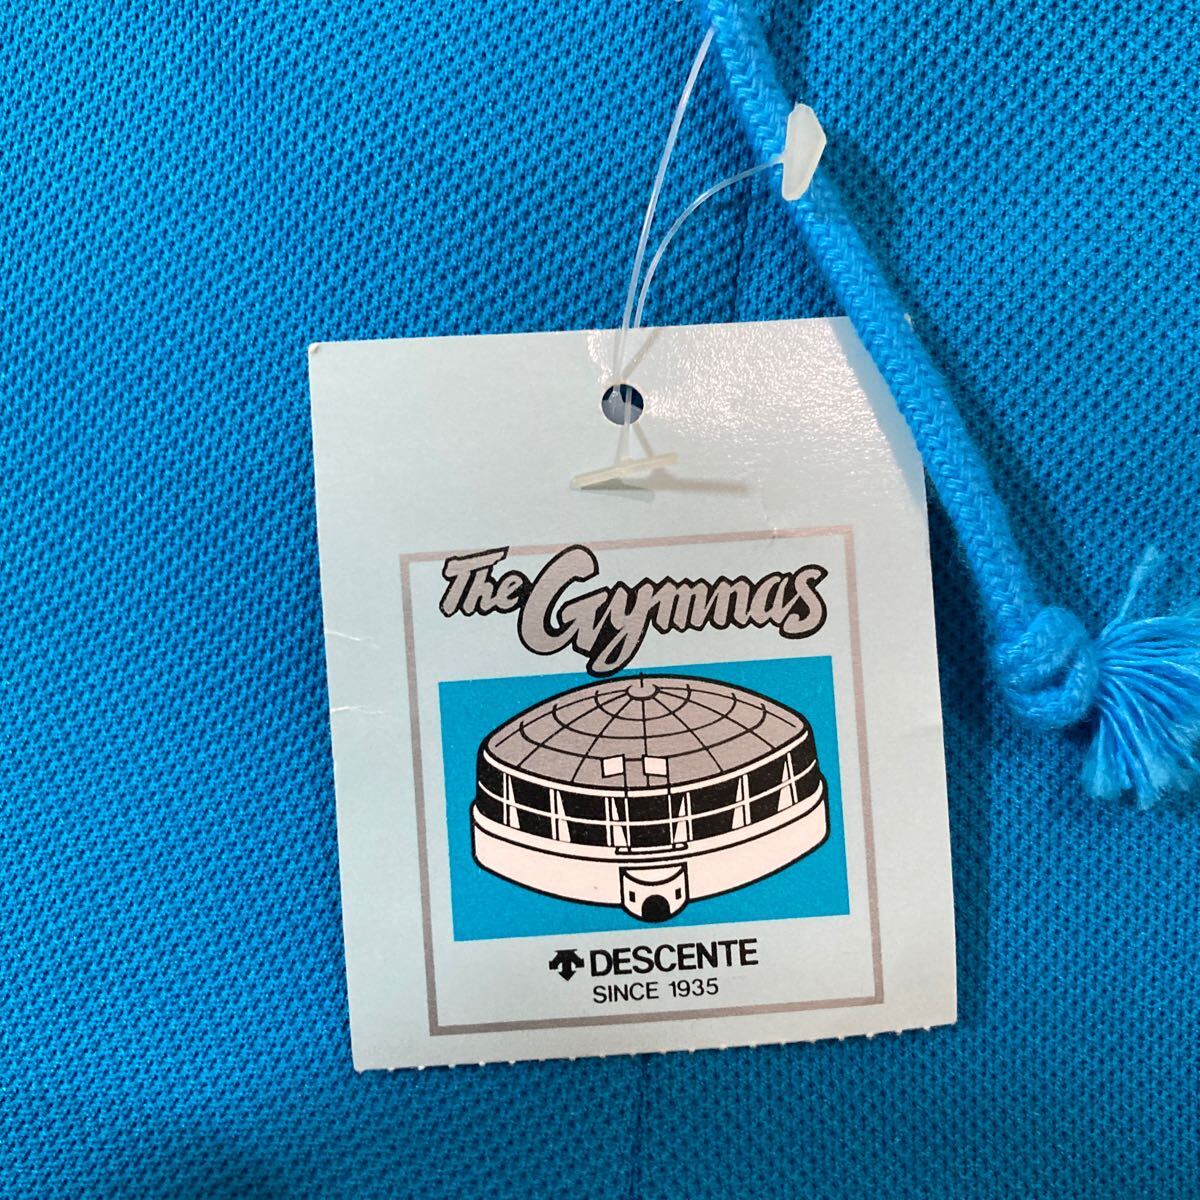 The Gymnas
DESCENTE
SINCE 1935